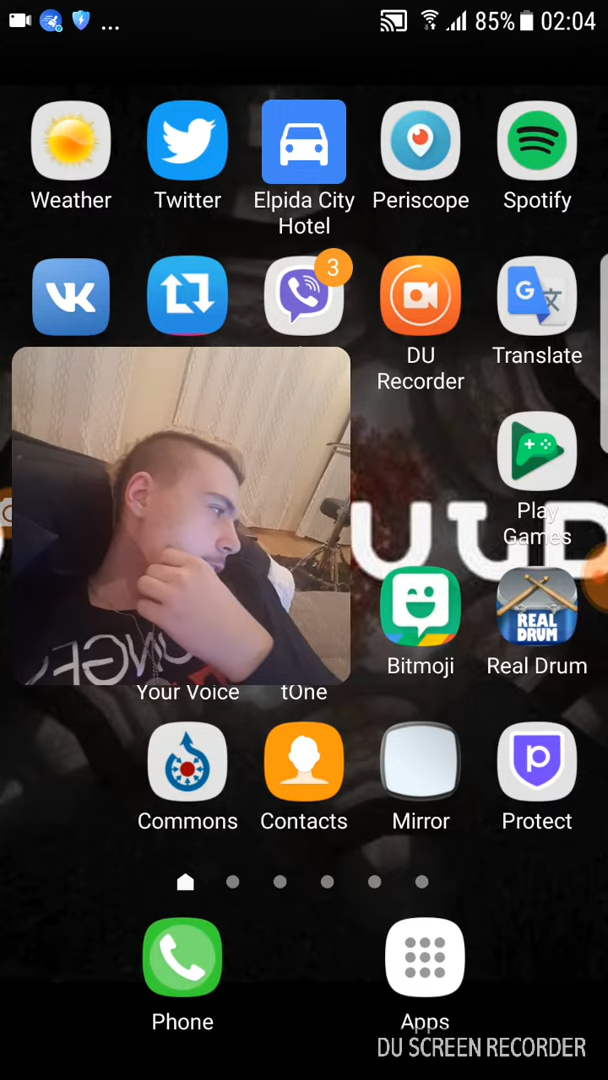 85% 02:04
Weather Twitter Elpida City Hotel Periscope Spotify
3
DU Recorder Translate
Play Games
Bitmoji Real Drum
REAL DRUM
Your Voice tOne
Commons Contacts Mirror Protect
Phone Apps
DU SCREEN RECORDER